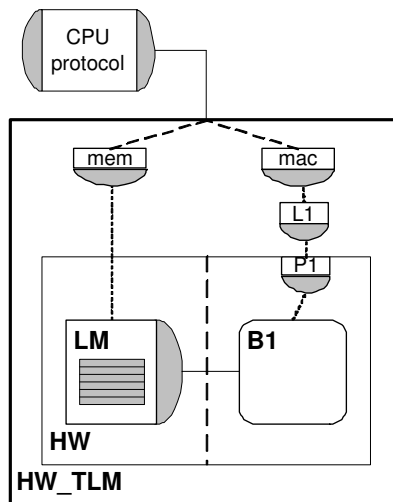 CPU
protocol
mem
mac
L1
P1
LM
B1
HW
HW_TLM